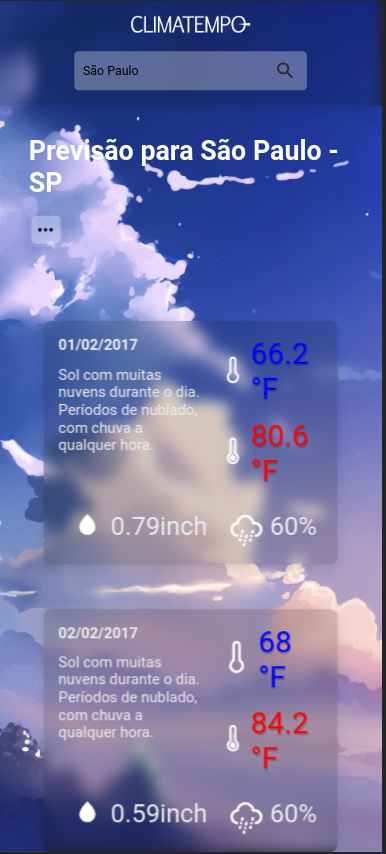 CLIMATEMPO
São Paulo
Previsão para São Paulo -
SP
01/02/2017
Sol com muitas
nuvens durante o dia.
Períodos de nublado,
com chuva a
qualquer hora.
66.2
°F
80.6
°F
0.79inch
60%
02/02/2017
Sol com muitas
nuvens durante o dia.
Períodos de nublado,
com chuva a
qualquer hora.
68
°F
84.2
°F
0.59inch
60%